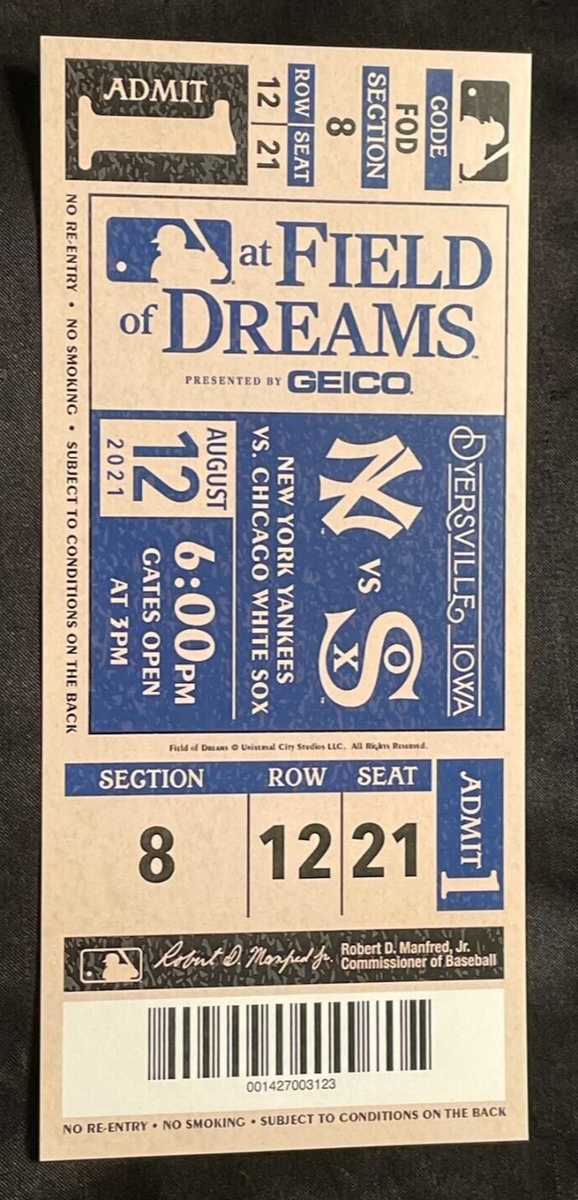 ADMIT
1
CODE
FOD
SECTION
8
ROW SEAT
12 21
at FIELD
of DREAMS™
PRESENTED BY GEICO®
DYERSVILLE, IOWA
NY VS SOX
NEW YORK YANKEES
VS. CHICAGO WHITE SOX
AUGUST
12
2021
6:00PM
GATES OPEN
AT 3PM
NO RE-ENTRY • NO SMOKING • SUBJECT TO CONDITIONS ON THE BACK
Field of Dreams © Universal City Studios LLC. All Rights Reserved.
SECTION ROW SEAT
8 12 21
ADMIT
1
Robert D. Manfred Jr.
Robert D. Manfred, Jr.
Commissioner of Baseball
001427003123
NO RE-ENTRY • NO SMOKING • SUBJECT TO CONDITIONS ON THE BACK